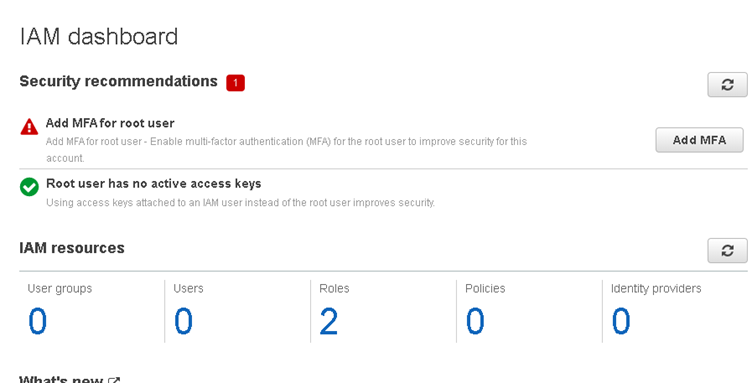 IAM dashboard
Security recommendations 1
Add MFA for root user
Add MFA for root user - Enable multi-factor authentication (MFA) for the root user to improve security for this
account.
Add MFA
Root user has no active access keys
Using access keys attached to an IAM user instead of the root user improves security.
IAM resources
User groups Users Roles Policies Identity providers
0 0 2 0 0
What's new